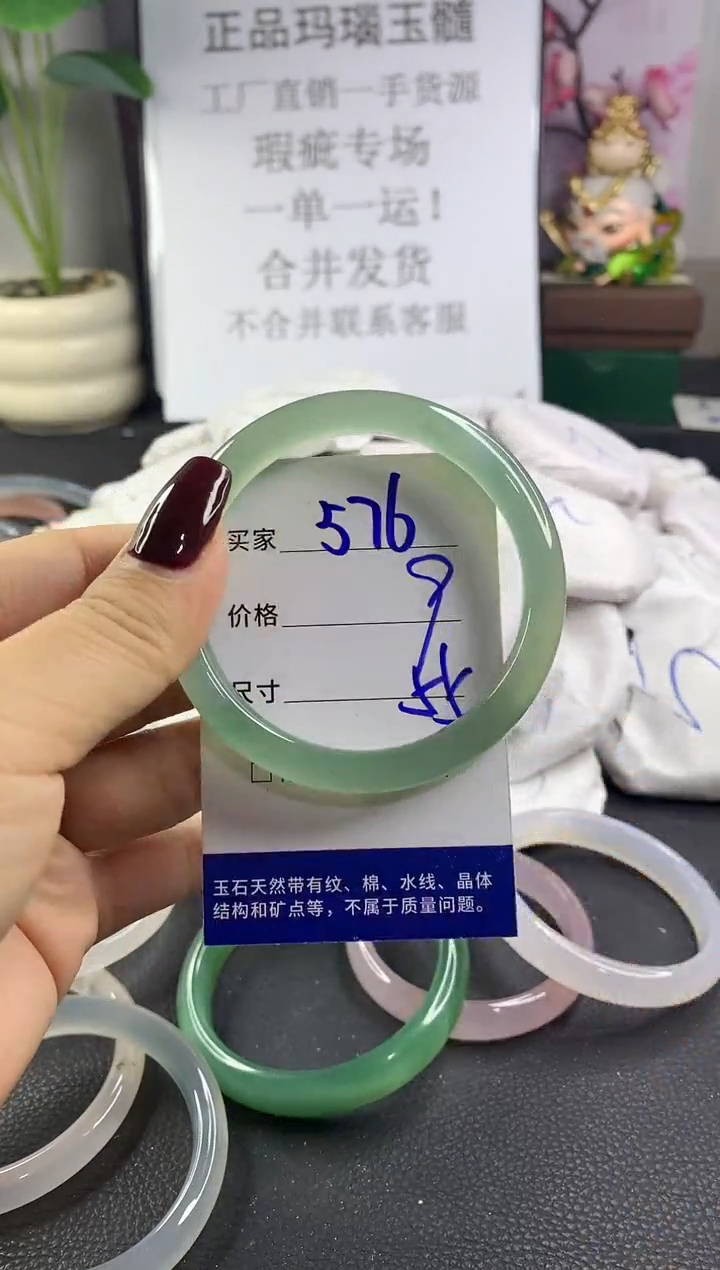 正品玛瑙玉髓
工厂直销一手货源
瑕疵专场
一单一运！
合并发货
不合并联系客服
买家 576
价格
尺寸
玉石天然带有纹、棉、水线、晶体
结构和矿点等，不属于质量问题。